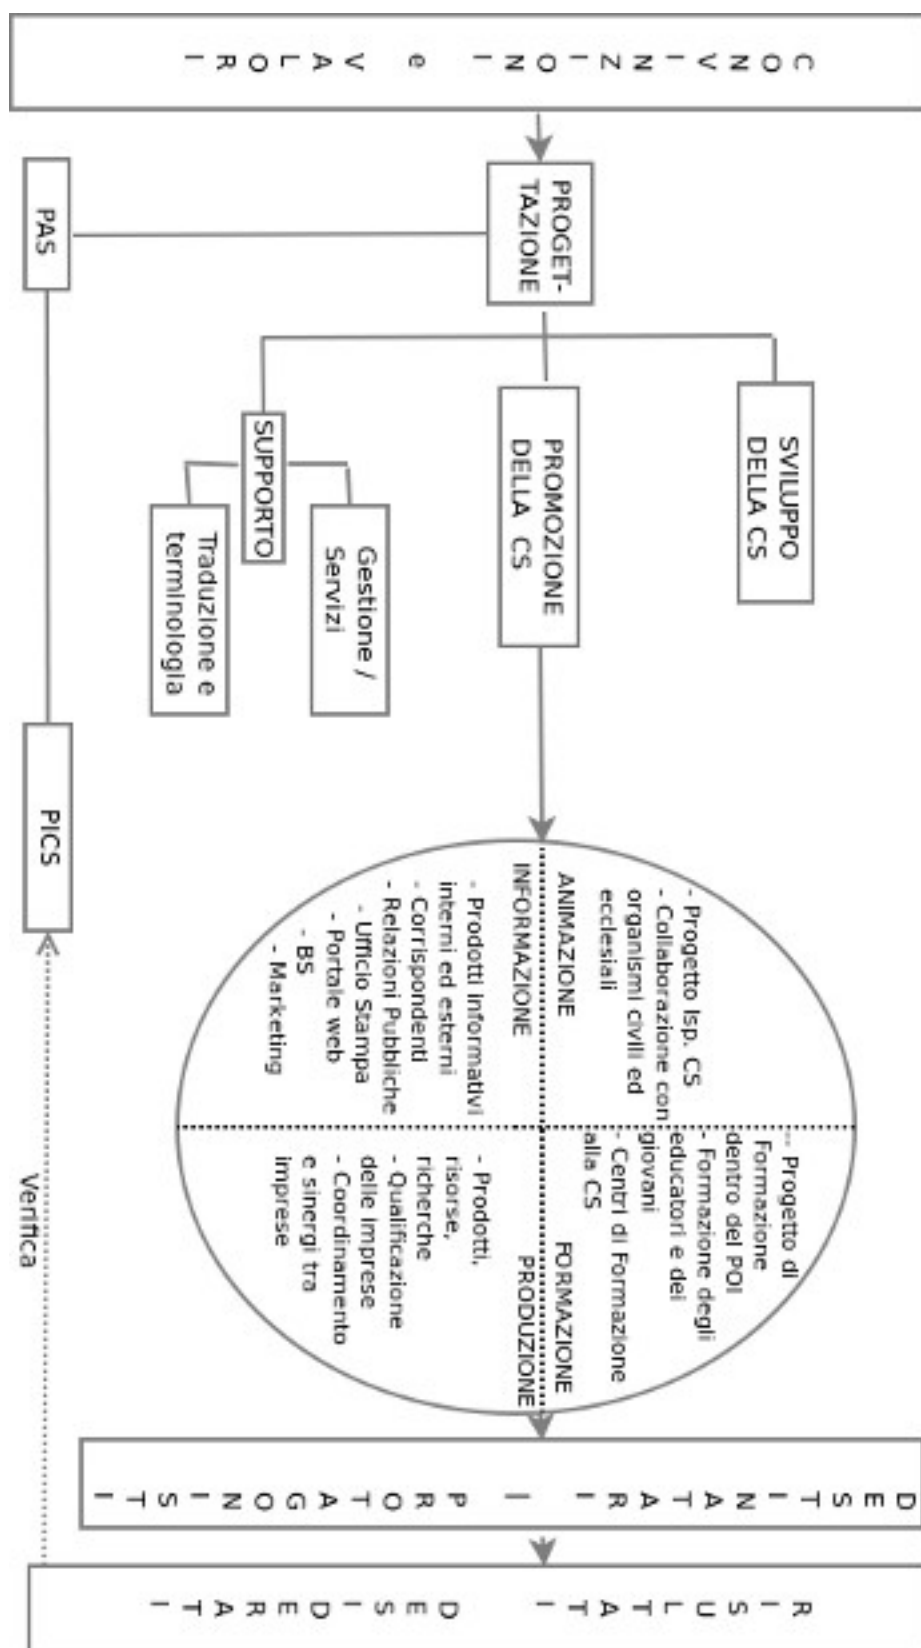 CONVINZIONI e VALORI
PROGET-
TAZIONE
PAS
SVILUPPO
DELLA CS
PROMOZIONE
DELLA CS
SUPPORTO
Gestione /
Servizi
Traduzione e
terminologia
PICS
ANIMAZIONE
- Progetto Isp. CS
- Collaborazione con
organismi civili ed
ecclesiali
INFORMAZIONE
- Prodotti informativi
interni ed esterni
- Corrispondenti
- Relazioni Pubbliche
- Ufficio Stampa
- Portale web
- BS
- Marketing
-- Progetto di
Formazione
dentro del POI
- Formazione degli
educatori e dei
giovani
- Centri di Formazione
alla CS
FORMAZIONE
PRODUZIONE
- Prodotti,
risorse,
richerche
- Qualificazione
delle imprese
- Coordinamento
e sinergi tra
imprese
Verifica
DESTINATARI I PROTAGONISTI
RISULTATI DESIDERATI